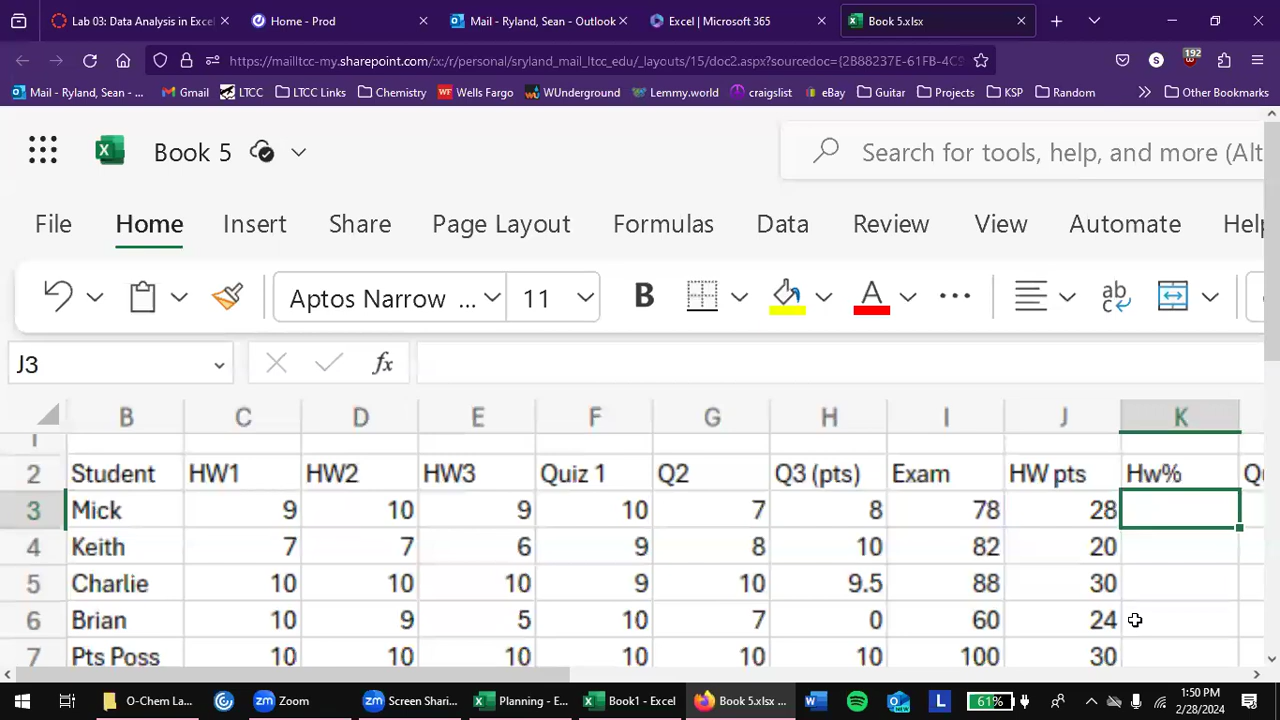 Lab 03: Data Analysis in Excel
Home - Prod
Mail - Ryland, Sean - Outlook
Excel | Microsoft 365
Book 5.xlsx
https://mailltcc-my.sharepoint.com/:x:/r/personal/sryland_mail_ltcc_edu/_layouts/15/doc2.aspx?sourcedoc={2B88237E-61FB-4C9
192
Mail - Ryland, Sean - ...
Gmail
LTCC
LTCC Links
Chemistry
Wells Fargo
WUnderground
Lemmy.world
craigslist
eBay
Guitar
Projects
KSP
Random
Other Bookmarks
Book 5
Search for tools, help, and more (Alt
File Home Insert Share Page Layout Formulas Data Review View Automate Help
Aptos Narrow ... 11 B A ... ab c
J3 fx
B C D E F G H I J K
1
2 Student HW1 HW2 HW3 Quiz 1 Q2 Q3 (pts) Exam HW pts Hw%
3 Mick 9 10 9 10 7 8 78 28
4 Keith 7 7 6 9 8 10 82 20
5 Charlie 10 10 10 9 10 9.5 88 30
6 Brian 10 9 5 10 7 0 60 24
7 Pts Poss 10 10 10 10 10 10 100 30
O-Chem La...
Zoom
Screen Shari...
Planning - E...
Book1 - Excel
Book 5.xlsx ...
L
61%
1:50 PM
2/28/2024